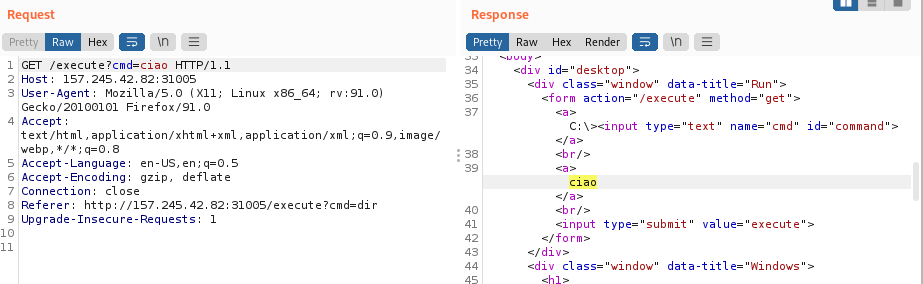 Request
Pretty Raw Hex \n
1 GET /execute?cmd=ciao HTTP/1.1
2 Host: 157.245.42.82:31005
3 User-Agent: Mozilla/5.0 (X11; Linux x86_64; rv:91.0)
Gecko/20100101 Firefox/91.0
4 Accept:
text/html,application/xhtml+xml,application/xml;q=0.9,image/
webp,*/*;q=0.8
5 Accept-Language: en-US,en;q=0.5
6 Accept-Encoding: gzip, deflate
7 Connection: close
8 Referer: http://157.245.42.82:31005/execute?cmd=dir
9 Upgrade-Insecure-Requests: 1
10
11
Response
Pretty Raw Hex Render \n
33 <body>
34 <div id="desktop">
35 <div class="window" data-title="Run">
36 <form action="/execute" method="get">
37 <a>
C:\><input type="text" name="cmd" id="command">
</a>
38 <br/>
39 <a>
ciao
</a>
40 <br/>
41 <input type="submit" value="execute">
42 </form>
43 </div>
44 <div class="window" data-title="Windows">
45 <h1>